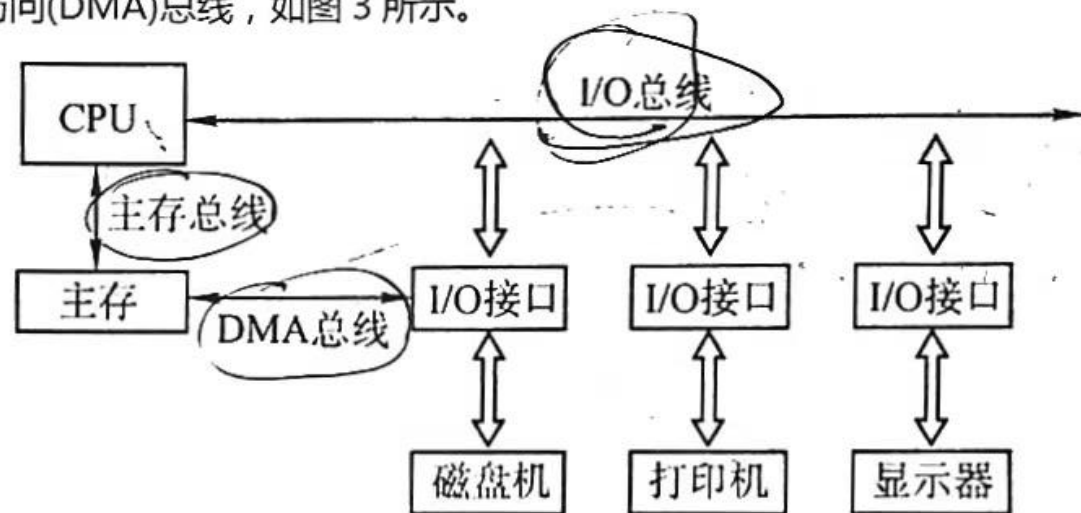 问(DMA)总线，如图 3 所示。
CPU
I/O总线
主存总线
主存
DMA总线
I/O接口
I/O接口
I/O接口
磁盘机
打印机
显示器